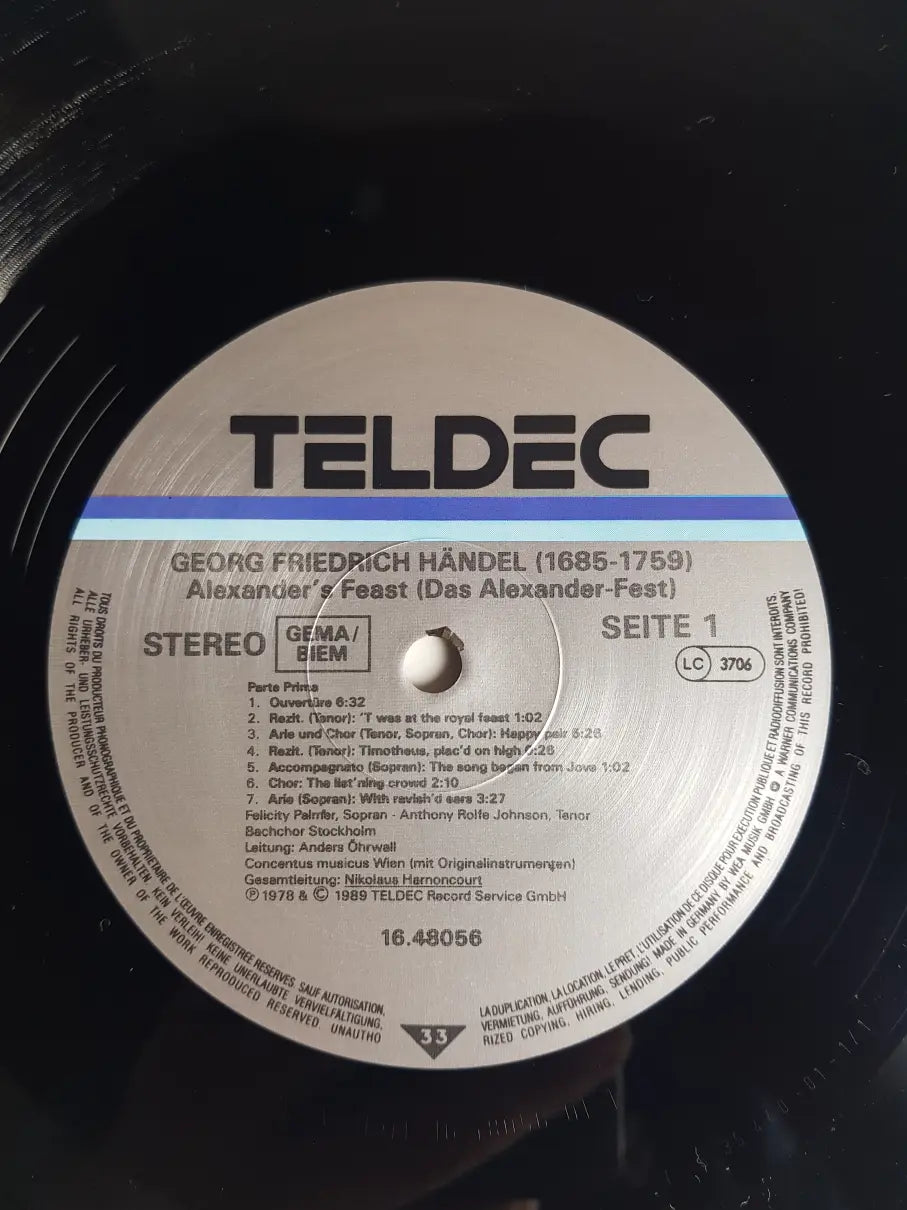 TELDEC
GEORG FRIEDRICH HÄNDEL (1685-1759)
Alexander's Feast (Das Alexander-Fest)
STEREO
GEMA/
BIEM
SEITE 1
LC 3706
Parte Prima
1. Ouvertüre 6:32
2. Rezit. (Tenor): 'T was at the royal feast 1:02
3. Arie und Chor (Tenor, Sopran, Chor): Happy pair 5:26
4. Rezit. (Tenor): Timotheus, plac'd on high 0:26
5. Accompagnato (Sopran): The song began from Jove 1:02
6. Chor: The list'ning crowd 2:10
7. Arie (Sopran): With ravish'd ears 3:27
Felicity Palmer, Sopran - Anthony Rolfe Johnson, Tenor
Bachchor Stockholm
Leitung: Anders Öhrwall
Concentus musicus Wien (mit Originalinstrumenten)
Gesamtleitung: Nikolaus Harnoncourt
Ⓟ 1978 & © 1989 TELDEC Record Service GmbH
16.48056
33
TOUS DROITS DU PRODUCTEUR PHONOGRAPHIQUE ET DU PROPRIETAIRE DE L'ŒUVRE ENREGISTREE RESERVES. SAUF AUTORISATION,
ALLE URHEBER- UND LEISTUNGSSCHUTZRECHTE VORBEHALTEN. KEIN VERLEIH! KEINE UNERLAUBTE VERVIELFÄLTIGUNG,
ALL RIGHTS OF THE PRODUCER AND OF THE OWNER OF THE WORK REPRODUCED RESERVED UNAUTHO
LA DUPLICATION, LA LOCATION, LE PRET, L'UTILISATION DE CE DISQUE POUR EXECUTION PUBLIQUE ET RADIODIFFUSION SONT INTERDITS.
VERMIETUNG, AUFFÜHRUNG, SENDUNG! MADE IN GERMANY BY WEA MUSIK GMBH A WARNER COMMUNICATIONS COMPANY
RIZED COPYING, HIRING, LENDING, PUBLIC PERFORMANCE AND BROADCASTING OF THIS RECORD PROHIBITED!